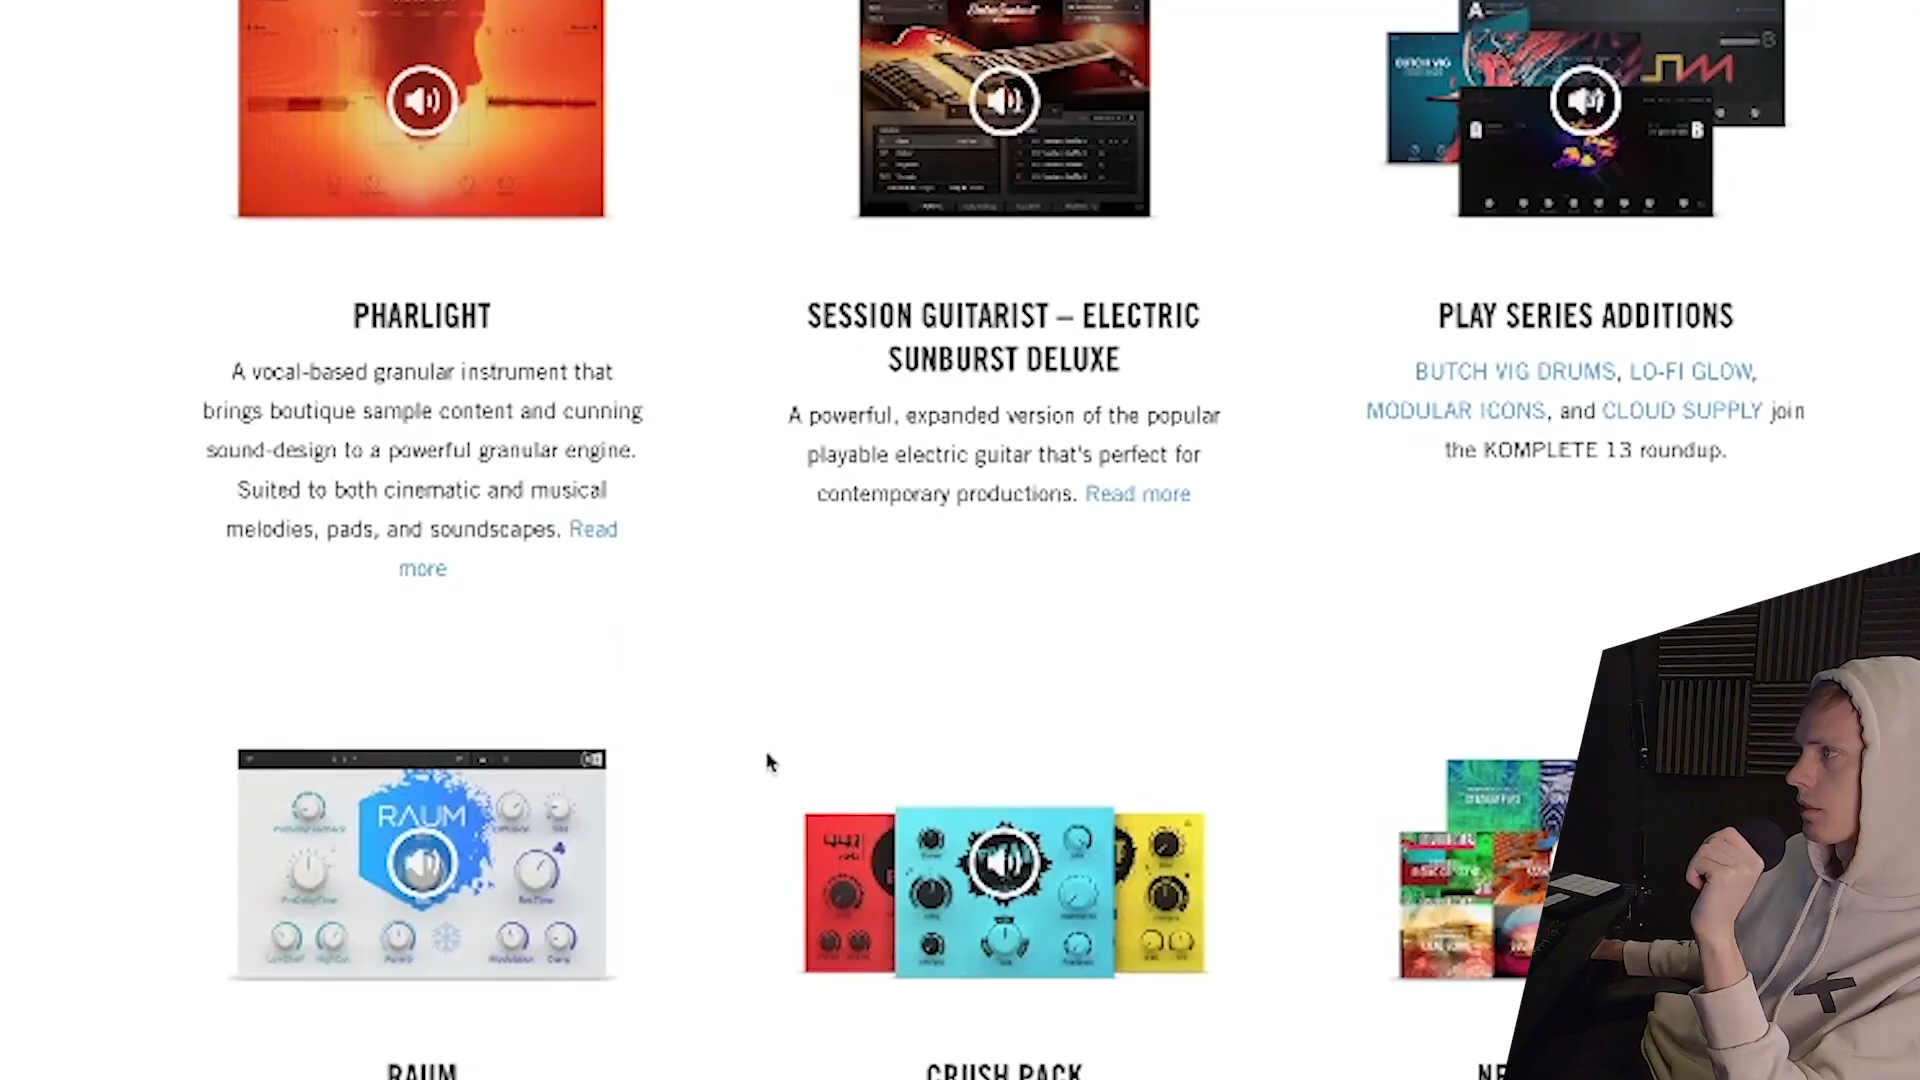 PHARLIGHT
A vocal-based granular instrument that
brings boutique sample content and cunning
sound-design to a powerful granular engine.
Suited to both cinematic and musical
melodies, pads, and soundscapes. Read
more
SESSION GUITARIST – ELECTRIC
SUNBURST DELUXE
A powerful, expanded version of the popular
playable electric guitar that's perfect for
contemporary productions. Read more
BUTCH VIG
A
B
PLAY SERIES ADDITIONS
BUTCH VIG DRUMS, LO-FI GLOW,
MODULAR ICONS, and CLOUD SUPPLY join
the KOMPLETE 13 roundup.
RAUM
RAUM
CRUSH PACK